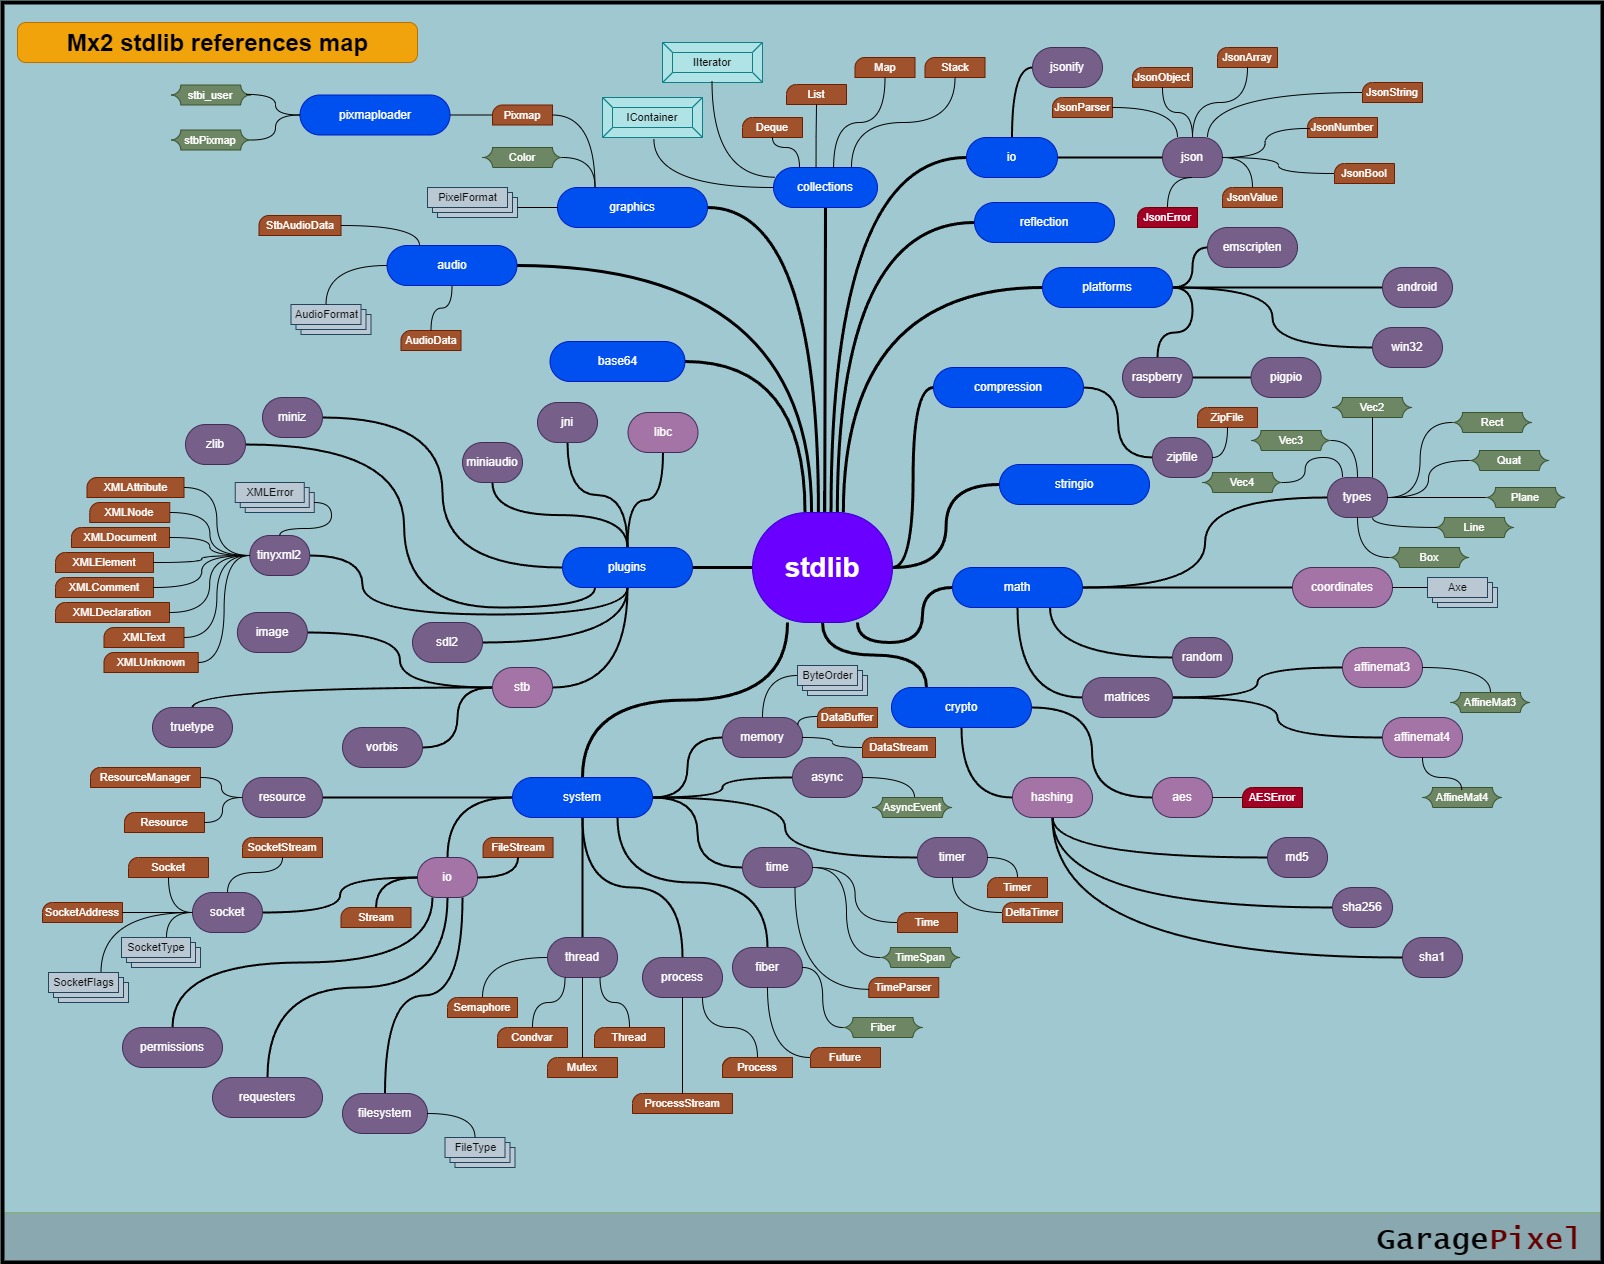 Mx2 stdlib references map
stbi_user
stbPixmap
pixmaploader
Pixmap
Color
PixelFormat
graphics
StbAudioData
audio
AudioFormat
AudioData
base64
IIterator
IContainer
Deque
List
Map
Stack
collections
jsonify
io
JsonParser
JsonObject
JsonArray
JsonString
JsonNumber
JsonBool
JsonValue
JsonError
json
reflection
emscripten
platforms
android
win32
raspberry
pigpio
compression
ZipFile
zipfile
stringio
Vec2
Vec3
Vec4
Rect
Quat
Plane
Line
Box
types
math
coordinates
Axe
random
matrices
affinemat3
AffineMat3
affinemat4
AffineMat4
stdlib
miniz
zlib
jni
libc
miniaudio
plugins
XMLError
XMLAttribute
XMLNode
XMLDocument
XMLElement
XMLComment
XMLDeclaration
XMLText
XMLUnknown
tinyxml2
image
sdl2
stb
truetype
vorbis
ByteOrder
DataBuffer
DataStream
memory
async
AsyncEvent
crypto
hashing
aes
AESError
md5
sha256
sha1
ResourceManager
Resource
resource
system
SocketStream
Socket
SocketAddress
SocketType
SocketFlags
socket
io
FileStream
Stream
permissions
requesters
filesystem
FileType
thread
Semaphore
Condvar
Mutex
Thread
process
ProcessStream
Process
fiber
Fiber
Future
time
Time
TimeSpan
TimeParser
timer
Timer
DeltaTimer
GaragePixel